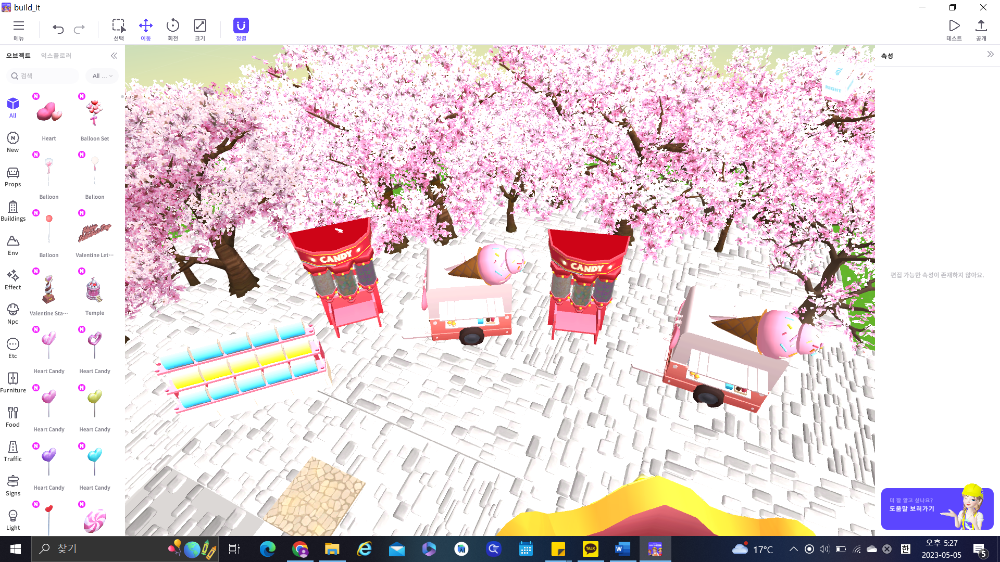 build_it
메뉴
선택
이동
회전
크기
정렬
테스트
공개
오브젝트 익스플로러
검색
All ...
All
New
Props
Buildings
Env
Effect
Npc
Etc
Furniture
Food
Traffic
Signs
Light
Heart
Balloon Set
Balloon
Balloon
Balloon
Valentine Let···
Valentine Sta···
Temple
Heart Candy
Heart Candy
Heart Candy
Heart Candy
Heart Candy
Heart Candy
CANDY
CANDY
TOP
RIGHT
속성
편집 가능한 속성이 존재하지 않아요.
더 잘 알고 싶나요?
도움말 보러가기
찾기
TALK
17°C
한
오후 5:27
2023-05-05
5